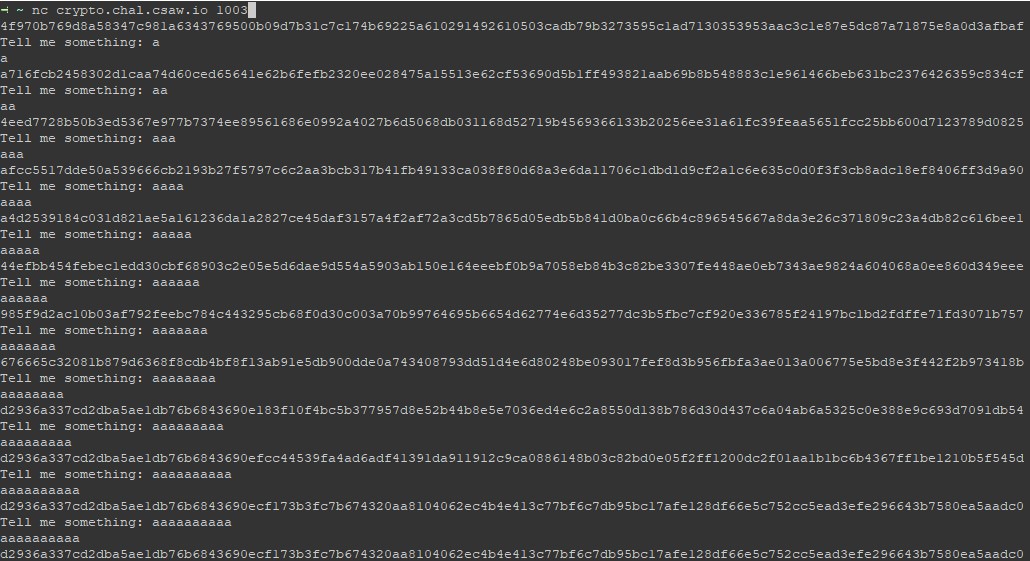 ~ nc crypto.chal.csaw.io 1003
4f970b769d8a58347c981a6343769500b09d7b31c7c174b69225a610291492610503cadb79b3273595c1ad7130353953aac3c1e87e5dc87a71875e8a0d3afbaf
Tell me something: a
a
a716fcb2458302d1caa74d60ced65641e62b6fefb2320ee028475a15513e62cf53690d5b1ff493821aab69b8b548883c1e961466beb631bc2376426359c834cf
Tell me something: aa
aa
4eed7728b50b3ed5367e977b7374ee89561686e0992a4027b6d5068db031168d52719b4569366133b20256ee31a61fc39feaa5651fcc25bb600d7123789d0825
Tell me something: aaa
aaa
afcc5517dde50a539666cb2193b27f5797c6c2aa3bcb317b41fb49133ca038f80d68a3e6da11706c1dbd1d9cf2a1c6e635c0d0f3f3cb8adc18ef8406ff3d9a90
Tell me something: aaaa
aaaa
a4d2539184c031d821ae5a161236da1a2827ce45daf3157a4f2af72a3cd5b7865d05edb5b841d0ba0c66b4c896545667a8da3e26c371809c23a4db82c616bee1
Tell me something: aaaaa
aaaaa
44efbb454febec1edd30cbf68903c2e05e5d6dae9d554a5903ab150e164eeebf0b9a7058eb84b3c82be3307fe448ae0eb7343ae9824a604068a0ee860d349eee
Tell me something: aaaaaa
aaaaaa
985f9d2ac10b03af792feebc784c443295cb68f0d30c003a70b99764695b6654d62774e6d35277dc3b5fbc7cf920e336785f24197bc1bd2fdffe71fd3071b757
Tell me something: aaaaaaa
aaaaaaa
676665c32081b879d6368f8cdb4bf8f13ab91e5db900dde0a743408793dd51d4e6d80248be093017fef8d3b956fbfa3ae013a006775e5bd8e3f442f2b973418b
Tell me something: aaaaaaaa
aaaaaaaa
d2936a337cd2dba5ae1db76b6843690e183f10f4bc5b377957d8e52b44b8e5e7036ed4e6c2a8550d138b786d30d437c6a04ab6a5325c0e388e9c693d7091db54
Tell me something: aaaaaaaaa
aaaaaaaaa
d2936a337cd2dba5ae1db76b6843690efcc44539fa4ad6adf41391da911912c9ca0886148b03c82bd0e05f2ff1200dc2f01aa1b1bc6b4367ff1be1210b5f545d
Tell me something: aaaaaaaaaa
aaaaaaaaaa
d2936a337cd2dba5ae1db76b6843690ecf173b3fc7b674320aa8104062ec4b4e413c77bf6c7db95bc17afe128df66e5c752cc5ead3efe296643b7580ea5aadc0
Tell me something: aaaaaaaaaa
aaaaaaaaaa
d2936a337cd2dba5ae1db76b6843690ecf173b3fc7b674320aa8104062ec4b4e413c77bf6c7db95bc17afe128df66e5c752cc5ead3efe296643b7580ea5aadc0